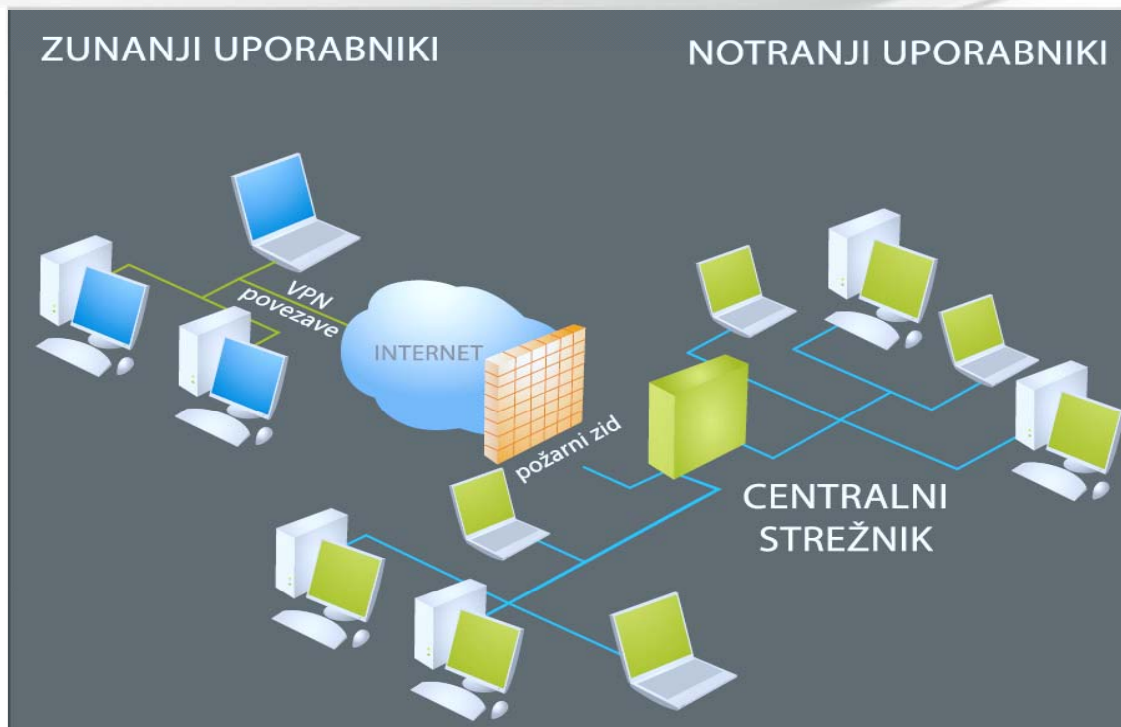 ZUNANJI UPORABNIKI
NOTRANJI UPORABNIKI
VPN
povezave
INTERNET
požarni zid
CENTRALNI
STREŽNIK